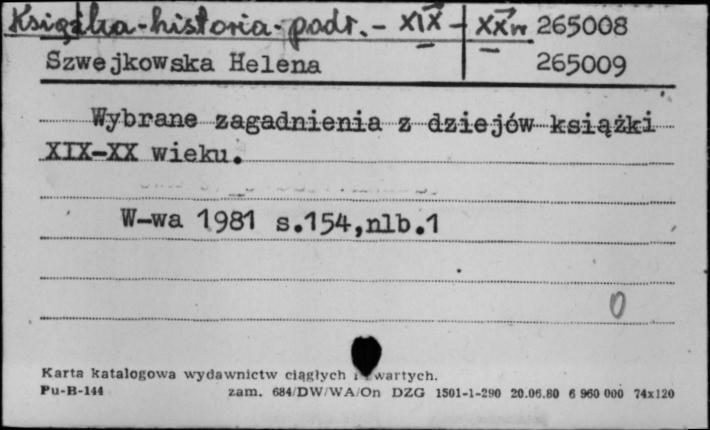 Książka-historia-podr.-XIX-XXw 265008
Szwejkowska Helena 265009
Wybrane zagadnienia z dziejów książki
XIX-XX wieku.
W-wa 1981 s.154,nlb.1
0
Karta katalogowa wydawnictw ciągłych i zwartych.
Pu-B-144 zam. 684/DW/WA/On DZG 1501-1-290 20.06.80 6 960 000 74x120